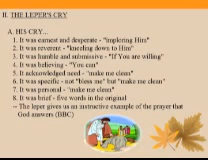 II. THE LEPER'S CRY
A. HIS CRY...
1. It was earnest and desperate - "imploring Him"
2. It was reverent - "kneeling down to Him"
3. It was humble and submissive - "If You are willing"
4. It was believing - "You can"
5. It acknowledged need - "make me clean"
6. It was specific - not "bless me" but "make me clean"
7. It was personal - "make me clean"
8. It was brief - five words in the original
-- The leper gives us an instructive example of the prayer that
God answers (BBC)